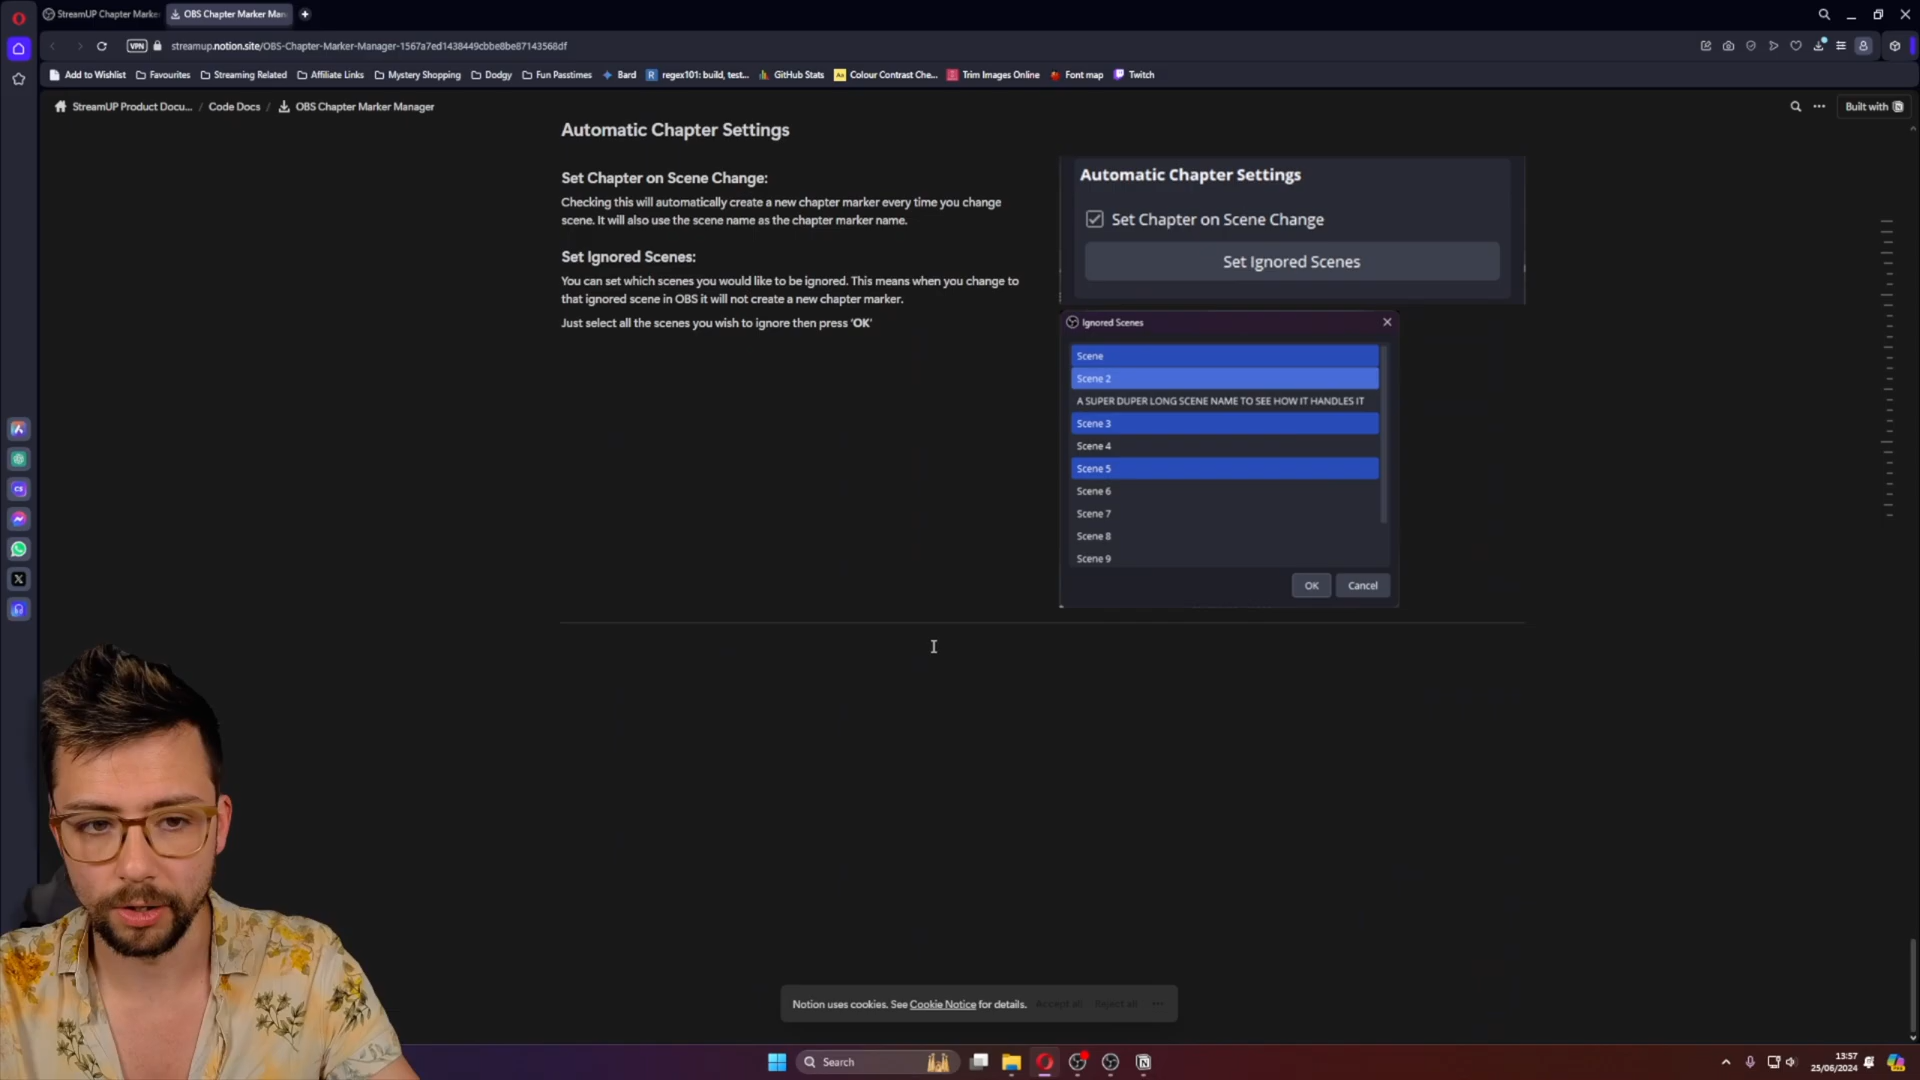 StreamUP Chapter Marke
OBS Chapter Marker Man
VPN
streamup.notion.site/OBS-Chapter-Marker-Manager-1567a7ed1438449cbbe8be87143568df
Add to Wishlist
Favourites
Streaming Related
Affiliate Links
Mystery Shopping
Dodgy
Fun Passtimes
Bard
regex101: build, test...
GitHub Stats
Colour Contrast Che...
Trim Images Online
Font map
Twitch
StreamUP Product Docu... / Code Docs / OBS Chapter Marker Manager
Built with
Automatic Chapter Settings
Set Chapter on Scene Change:
Checking this will automatically create a new chapter marker every time you change
scene. It will also use the scene name as the chapter marker name.
Set Ignored Scenes:
You can set which scenes you would like to be ignored. This means when you change to
that ignored scene in OBS it will not create a new chapter marker.
Just select all the scenes you wish to ignore then press ‘OK’
Automatic Chapter Settings
Set Chapter on Scene Change
Set Ignored Scenes
Ignored Scenes
Scene
Scene 2
A SUPER DUPER LONG SCENE NAME TO SEE HOW IT HANDLES IT
Scene 3
Scene 4
Scene 5
Scene 6
Scene 7
Scene 8
Scene 9
OK
Cancel
Notion uses cookies. See Cookie Notice for details.
Accept all
Reject all
Search
13:57
25/06/2024